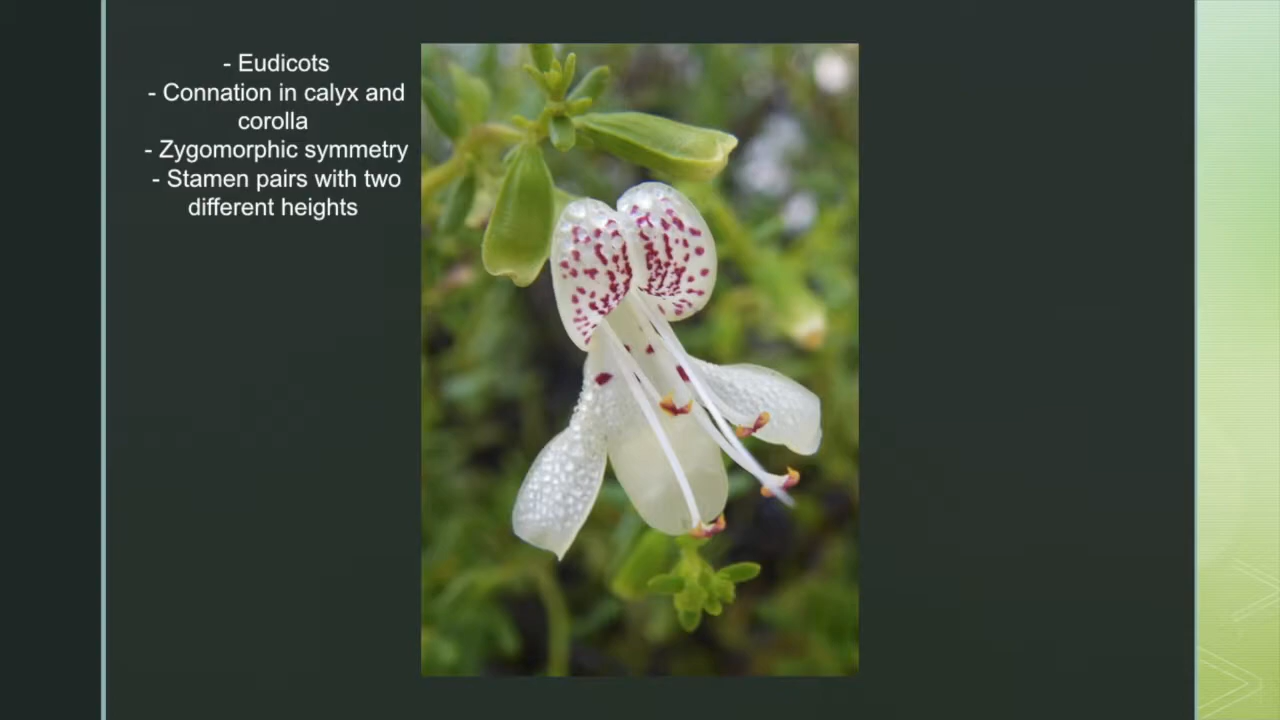 - Eudicots
- Connation in calyx and
corolla
- Zygomorphic symmetry
- Stamen pairs with two
different heights